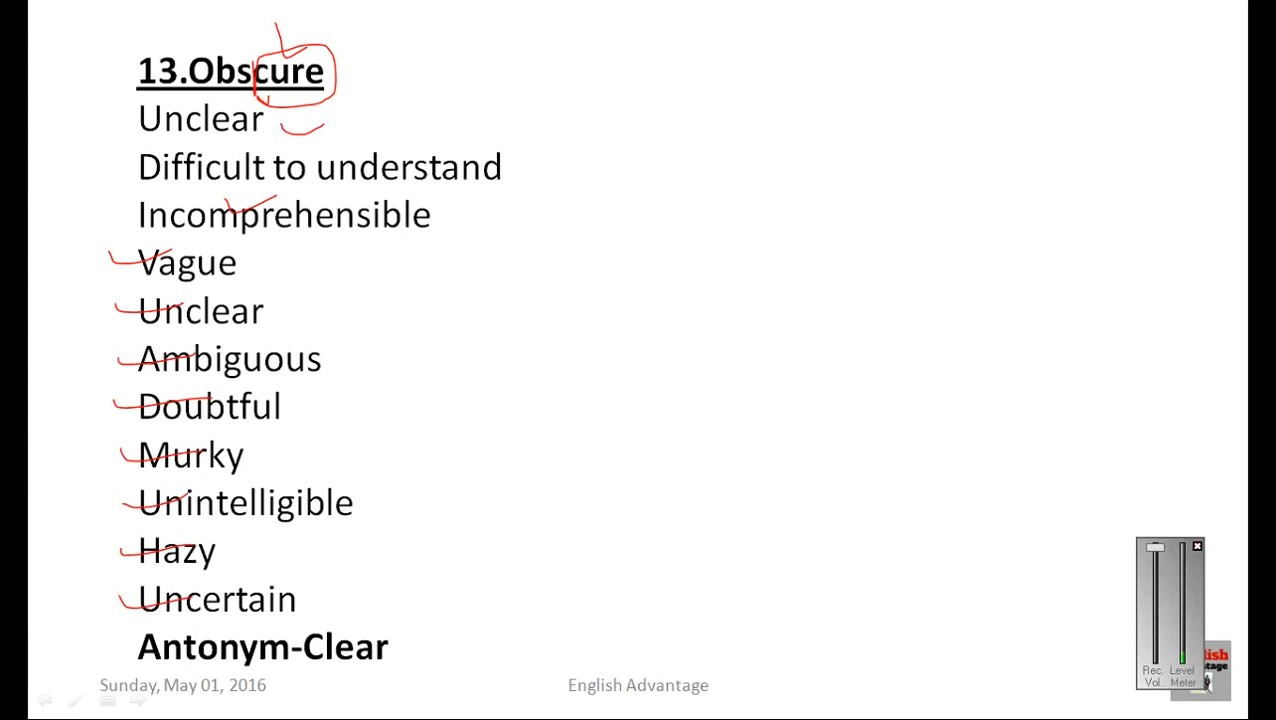 13.Obscure
Unclear
Difficult to understand
Incomprehensible
Vague
Unclear
Ambiguous
Doubtful
Murky
Unintelligible
Hazy
Uncertain
Antonym-Clear
Sunday, May 01, 2016
English Advantage
Rec. Level
Vol. Meter